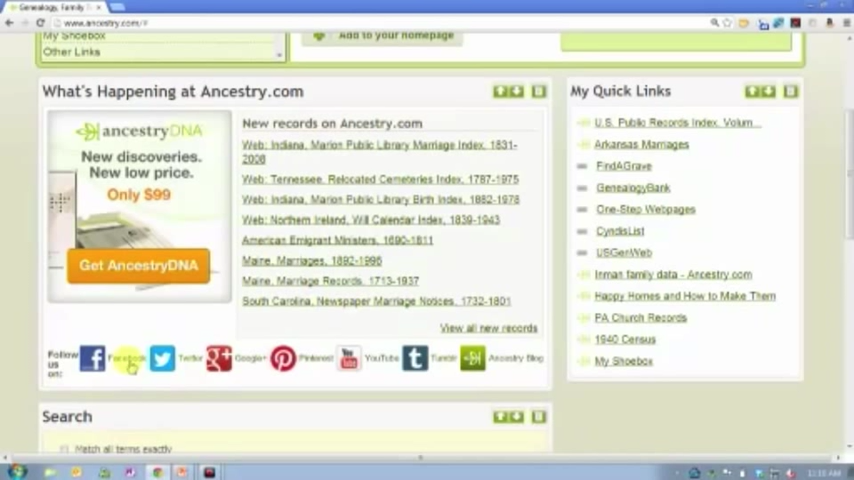 Genealogy, Family
www.ancestry.com/#
My Shoebox
Other Links
Add to your homepage
What's Happening at Ancestry.com
ancestryDNA
New discoveries.
New low price.
Only $99
Get AncestryDNA
New records on Ancestry.com
Web: Indiana, Marion Public Library Marriage Index, 1831-
2008
Web: Tennessee, Relocated Cemeteries Index, 1787-1975
Web: Indiana, Marion Public Library Birth Index, 1882-1978
Web: Northern Ireland, Will Calendar Index, 1839-1943
American Emigrant Ministers, 1690-1811
Maine, Marriages, 1892-1996
Maine, Marriage Records, 1713-1937
South Carolina, Newspaper Marriage Notices, 1732-1801
View all new records
Follow
us
on:
Facebook
Twitter
Google+
Pinterest
YouTube
Tumblr
Ancestry Blog
My Quick Links
U.S. Public Records Index, Volum...
Arkansas Marriages
FindAGrave
GenealogyBank
One-Step Webpages
CyndisList
USGenWeb
Inman family data - Ancestry.com
Happy Homes and How to Make Them
PA Church Records
1940 Census
My Shoebox
Search
Match all terms exactly